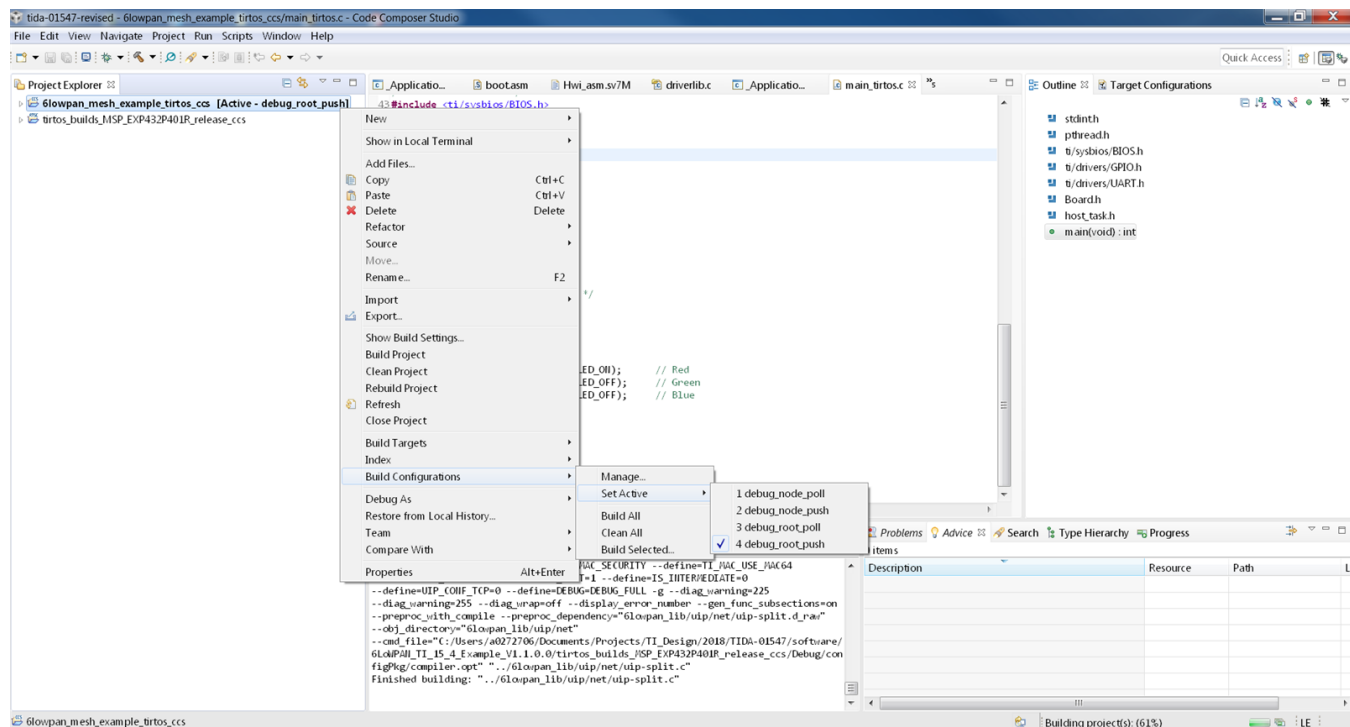 tida-01547-revised - 6lowpan_mesh_example_tirtos_ccs/main_tirtos.c - Code Composer Studio
File Edit View Navigate Project Run Scripts Window Help
Quick Access
Project Explorer
6lowpan_mesh_example_tirtos_ccs [Active - debug_root_push]
tirtos_builds_MSP_EXP432P401R_release_ccs
_Applicatio... boot.asm Hwi_asm.sv7M driverlib.c _Applicatio... main_tirtos.c "5
43 #include <ti/sysbios/BIOS.h>
*/
LED_ON); // Red
LED_OFF); // Green
LED_OFF); // Blue
New
Show in Local Terminal
Add Files...
Copy Ctrl+C
Paste Ctrl+V
Delete Delete
Refactor
Source
Move...
Rename... F2
Import
Export...
Show Build Settings...
Build Project
Clean Project
Rebuild Project
Refresh
Close Project
Build Targets
Index
Build Configurations
Debug As
Restore from Local History...
Team
Compare With
Properties Alt+Enter
Manage...
Set Active
Build All
Clean All
Build Selected...
1 debug_node_poll
2 debug_node_push
3 debug_root_poll
4 debug_root_push
Outline Target Configurations
stdint.h
pthread.h
ti/sysbios/BIOS.h
ti/drivers/GPIO.h
ti/drivers/UART.h
Board.h
host_task.h
main(void) : int
Problems Advice Search Type Hierarchy Progress
items
Description Resource Path L
MAC_SECURITY --define=TI_MAC_USE_MAC64
T=1 --define=IS_INTERMEDIATE=0
--define=UIP_CONF_TCP=0 --define=DEBUG=DEBUG_FULL -g --diag_warning=225
--diag_warning=255 --diag_wrap=off --display_error_number --gen_func_subsections=on
--preproc_with_compile --preproc_dependency="6lowpan_lib/uip/net/uip-split.d_raw"
--obj_directory="6lowpan_lib/uip/net"
--cmd_file="C:/Users/a0272706/Documents/Projects/TI_Design/2018/TIDA-01547/software/
6LoWPAN_TI_15_4_Example_V1.1.0.0/tirtos_builds_MSP_EXP432P401R_release_ccs/Debug/con
figPkg/compiler.opt" "../6lowpan_lib/uip/net/uip-split.c"
Finished building: "../6lowpan_lib/uip/net/uip-split.c"
6lowpan_mesh_example_tirtos_ccs
Building project(s): (61%)
LE